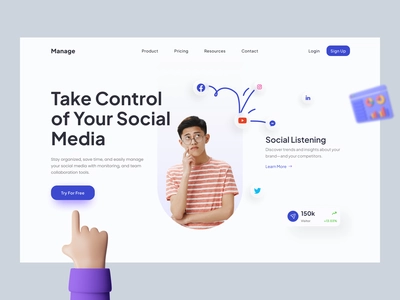 Manage
Product Pricing Resources Contact
Login Sign Up
Take Control
of Your Social
Media
Stay organized, save time, and easily manage
your social media with monitoring, and team
collaboration tools.
Try For Free
Social Listening
Discover trends and insights about your
brand—and your competitors.
Learn More →
150k